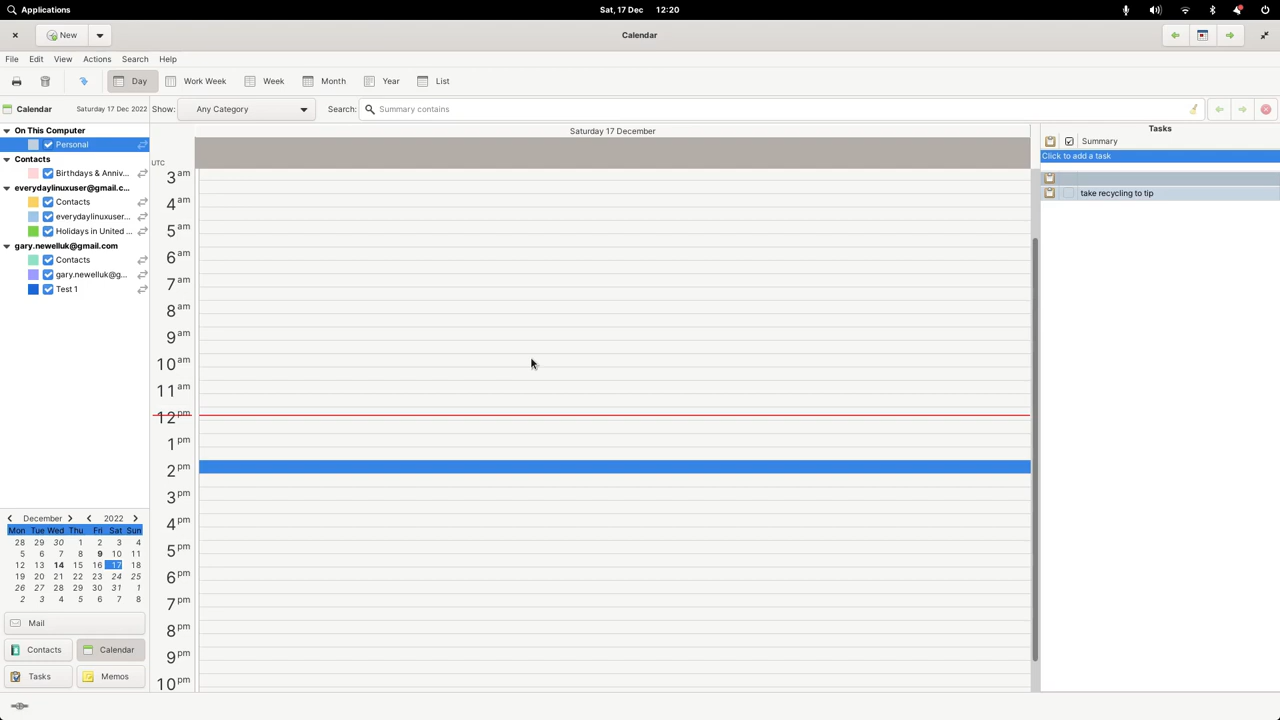 Applications
Sat, 17 Dec 12:20
New
Calendar
File Edit View Actions Search Help
Day Work Week Week Month Year List
Calendar Saturday 17 Dec 2022
Show: Any Category Search: Summary contains
On This Computer
Personal
Contacts
Birthdays & Anniv...
everydaylinuxuser@gmail.c...
Contacts
everydaylinuxuser...
Holidays in United ...
gary.newelluk@gmail.com
Contacts
gary.newelluk@g...
Test 1
December 2022
Mon Tue Wed Thu Fri Sat Sun
28 29 30 1 2 3 4
5 6 7 8 9 10 11
12 13 14 15 16 17 18
19 20 21 22 23 24 25
26 27 28 29 30 31 1
2 3 4 5 6 7 8
Mail
Contacts Calendar
Tasks Memos
Saturday 17 December
UTC
3 am
4 am
5 am
6 am
7 am
8 am
9 am
10 am
11 am
12 pm
1 pm
2 pm
3 pm
4 pm
5 pm
6 pm
7 pm
8 pm
9 pm
10 pm
Tasks
Summary
Click to add a task
take recycling to tip